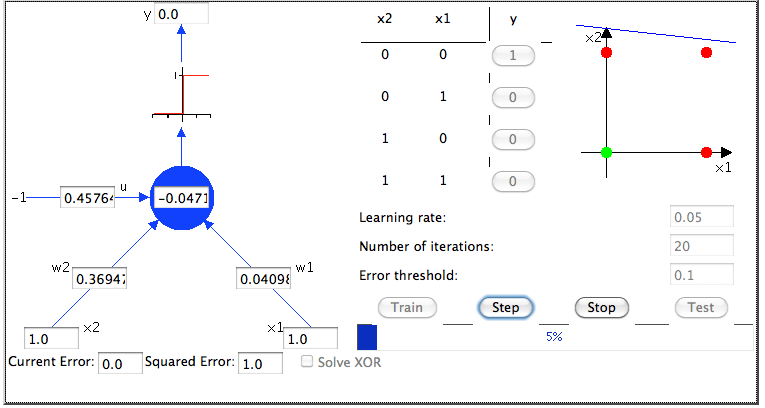 y 0.0
-1 0.45764 u -0.0471
w2 0.36947 0.04098 w1
1.0 x2 x1 1.0
Current Error: 0.0 Squared Error: 1.0 Solve XOR
x2 x1 y
0 0 1
0 1 0
1 0 0
1 1 0
x2
x1
Learning rate: 0.05
Number of iterations: 20
Error threshold: 0.1
Train Step Stop Test
5%